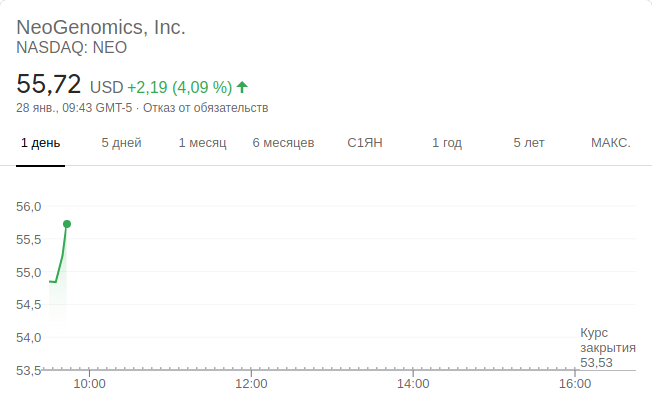 NeoGenomics, Inc.
NASDAQ: NEO
55,72 USD +2,19 (4,09 %)
28 янв., 09:43 GMT-5 · Отказ от обязательств
1 день 5 дней 1 месяц 6 месяцев С1ЯН 1 год 5 лет МАКС.
56,0
55,5
55,0
54,5
54,0
Курс
закрытия
53,53
53,5
10:00 12:00 14:00 16:00